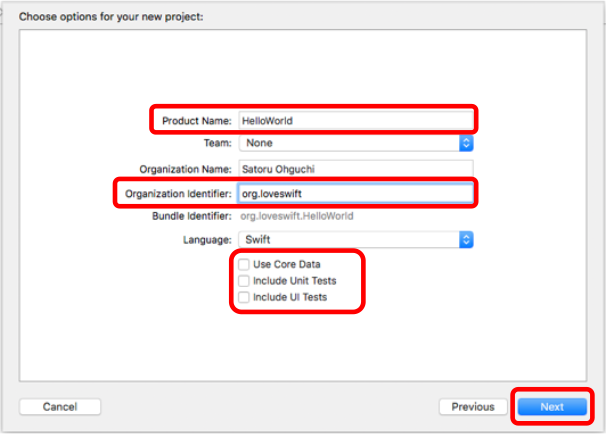 Choose options for your new project:
Product Name: HelloWorld
Team: None
Organization Name: Satoru Ohguchi
Organization Identifier: org.loveswift
Bundle Identifier: org.loveswift.HelloWorld
Language: Swift
Use Core Data
Include Unit Tests
Include UI Tests
Cancel Previous Next